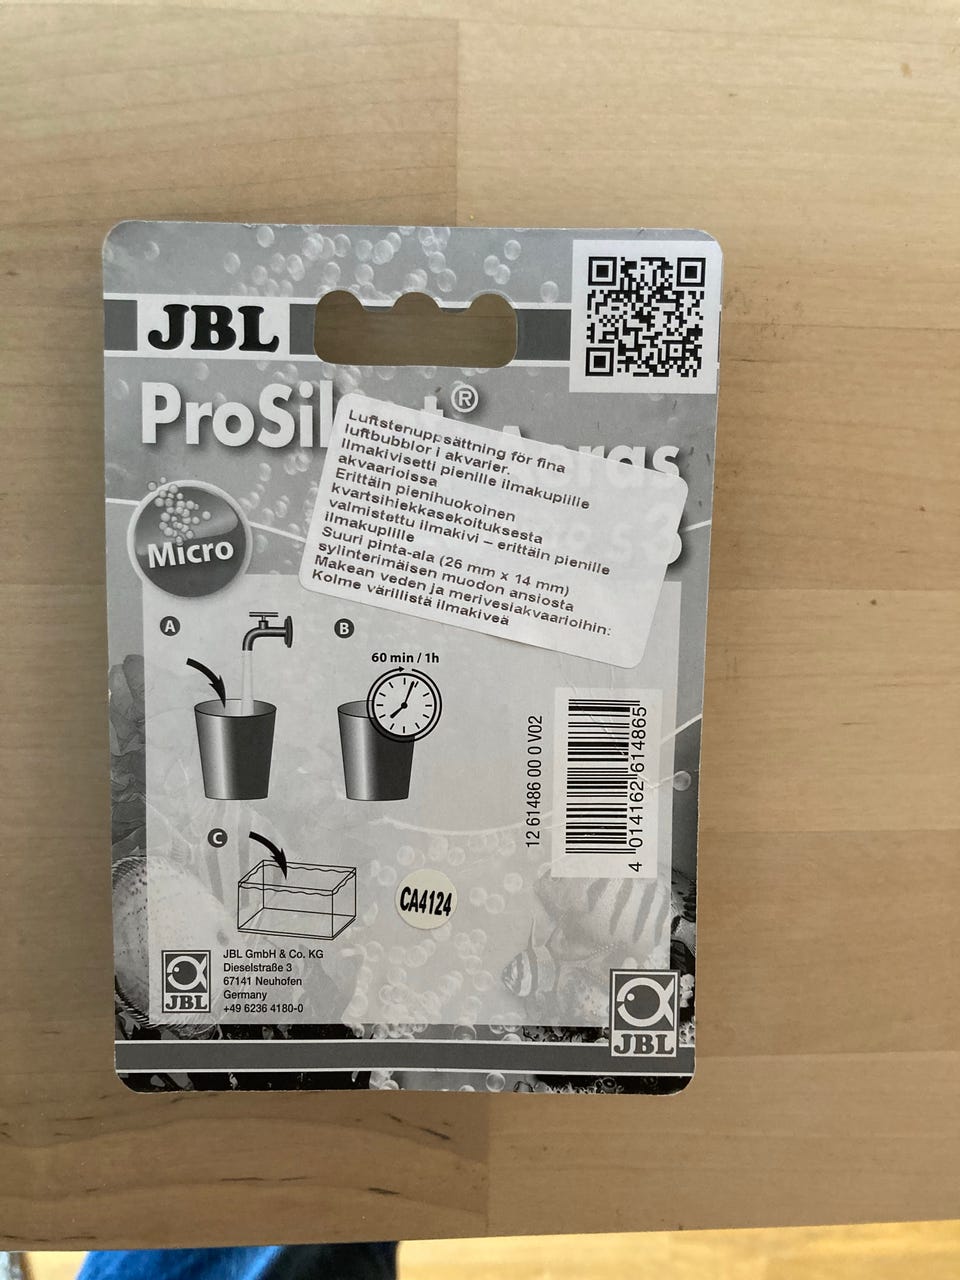 JBL
ProSil t®
Aeras
s 3
Micro
Luftstenuppsättning för fina
luftbubblor i akvarier.
Ilmakivisetti pienille ilmakuplille
akvaarioissa
Erittäin pienihuokoinen
kvartsihiekkasekoituksesta
valmistettu ilmakivi – erittäin pienille
ilmakuplille
Suuri pinta-ala (26 mm x 14 mm)
sylinterimäisen muodon ansiosta
Makean veden ja merivesiakvaarioihin:
Kolme värillistä ilmakiveä
A
B
60 min / 1h
C
CA4124
12 61486 00 0 V02
4 014162 614865
JBL GmbH & Co. KG
Dieselstraße 3
67141 Neuhofen
Germany
+49 6236 4180-0
JBL
JBL